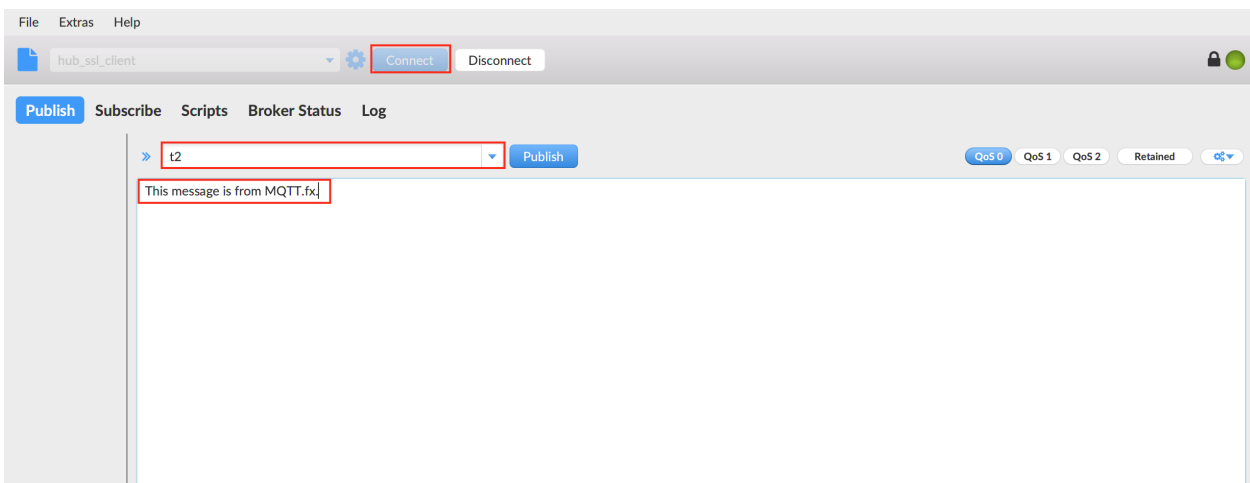 File Extras Help
hub_ssl_client Connect Disconnect
Publish Subscribe Scripts Broker Status Log
t2 Publish QoS 0 QoS 1 QoS 2 Retained
This message is from MQTT.fx.